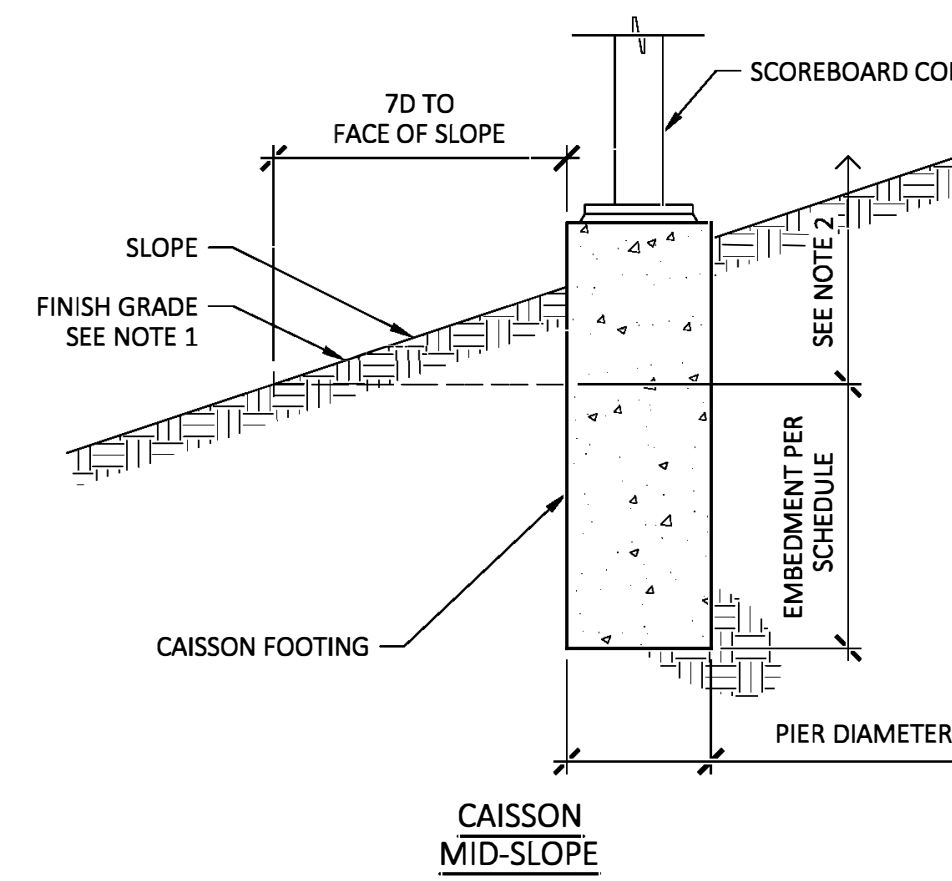 7D TO
FACE OF SLOPE
SCOREBOARD
SLOPE
FINISH GRADE
SEE NOTE 1
SEE NOTE 2
EMBEDMENT PER
SCHEDULE
CAISSON FOOTING
PIER DIAMETER
CAISSON
MID-SLOPE